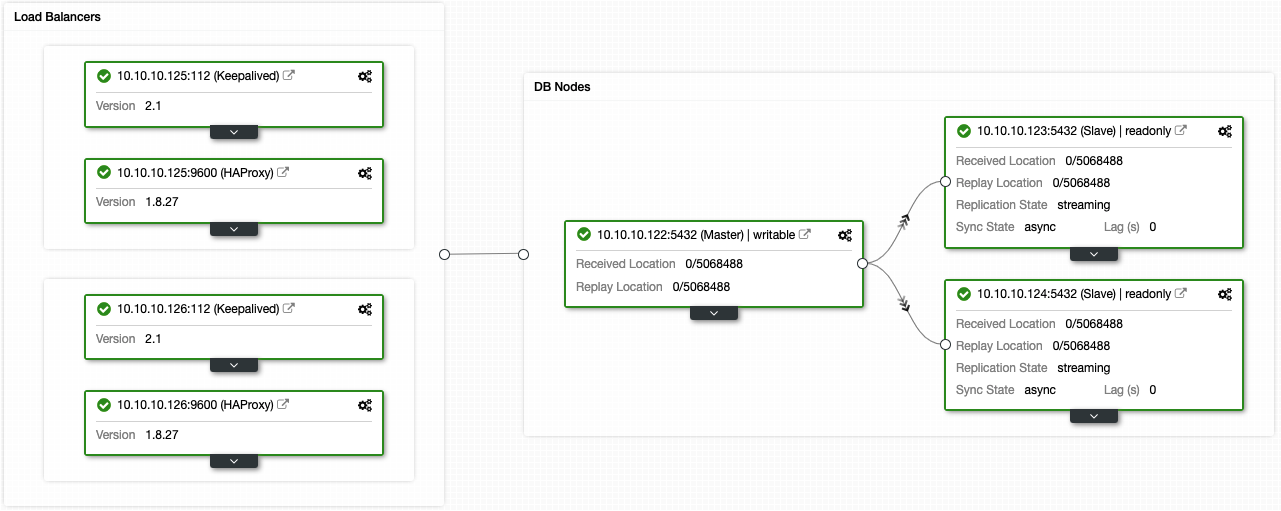 Load Balancers
10.10.10.125:112 (Keepalived)
Version 2.1
10.10.10.125:9600 (HAProxy)
Version 1.8.27
10.10.10.126:112 (Keepalived)
Version 2.1
10.10.10.126:9600 (HAProxy)
Version 1.8.27
DB Nodes
10.10.10.122:5432 (Master) | writable
Received Location 0/5068488
Replay Location 0/5068488
10.10.10.123:5432 (Slave) | readonly
Received Location 0/5068488
Replay Location 0/5068488
Replication State streaming
Sync State async Lag (s) 0
10.10.10.124:5432 (Slave) | readonly
Received Location 0/5068488
Replay Location 0/5068488
Replication State streaming
Sync State async Lag (s) 0